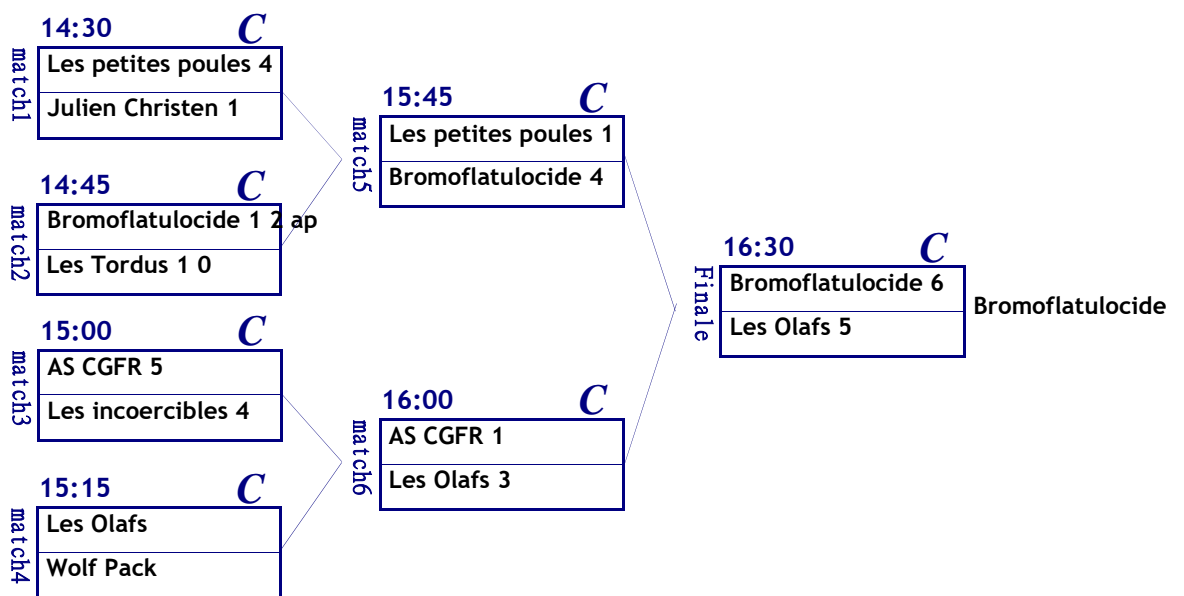 14:30 C
match1
Les petites poules 4
Julien Christen 1
14:45 C
match2
Bromoflatulocide 1 2 ap
Les Tordus 1 0
15:00 C
match3
AS CGFR 5
Les incoercibles 4
15:15 C
match4
Les Olafs
Wolf Pack
15:45 C
match5
Les petites poules 1
Bromoflatulocide 4
16:00 C
match6
AS CGFR 1
Les Olafs 3
16:30 C
Finale
Bromoflatulocide 6
Les Olafs 5
Bromoflatulocide